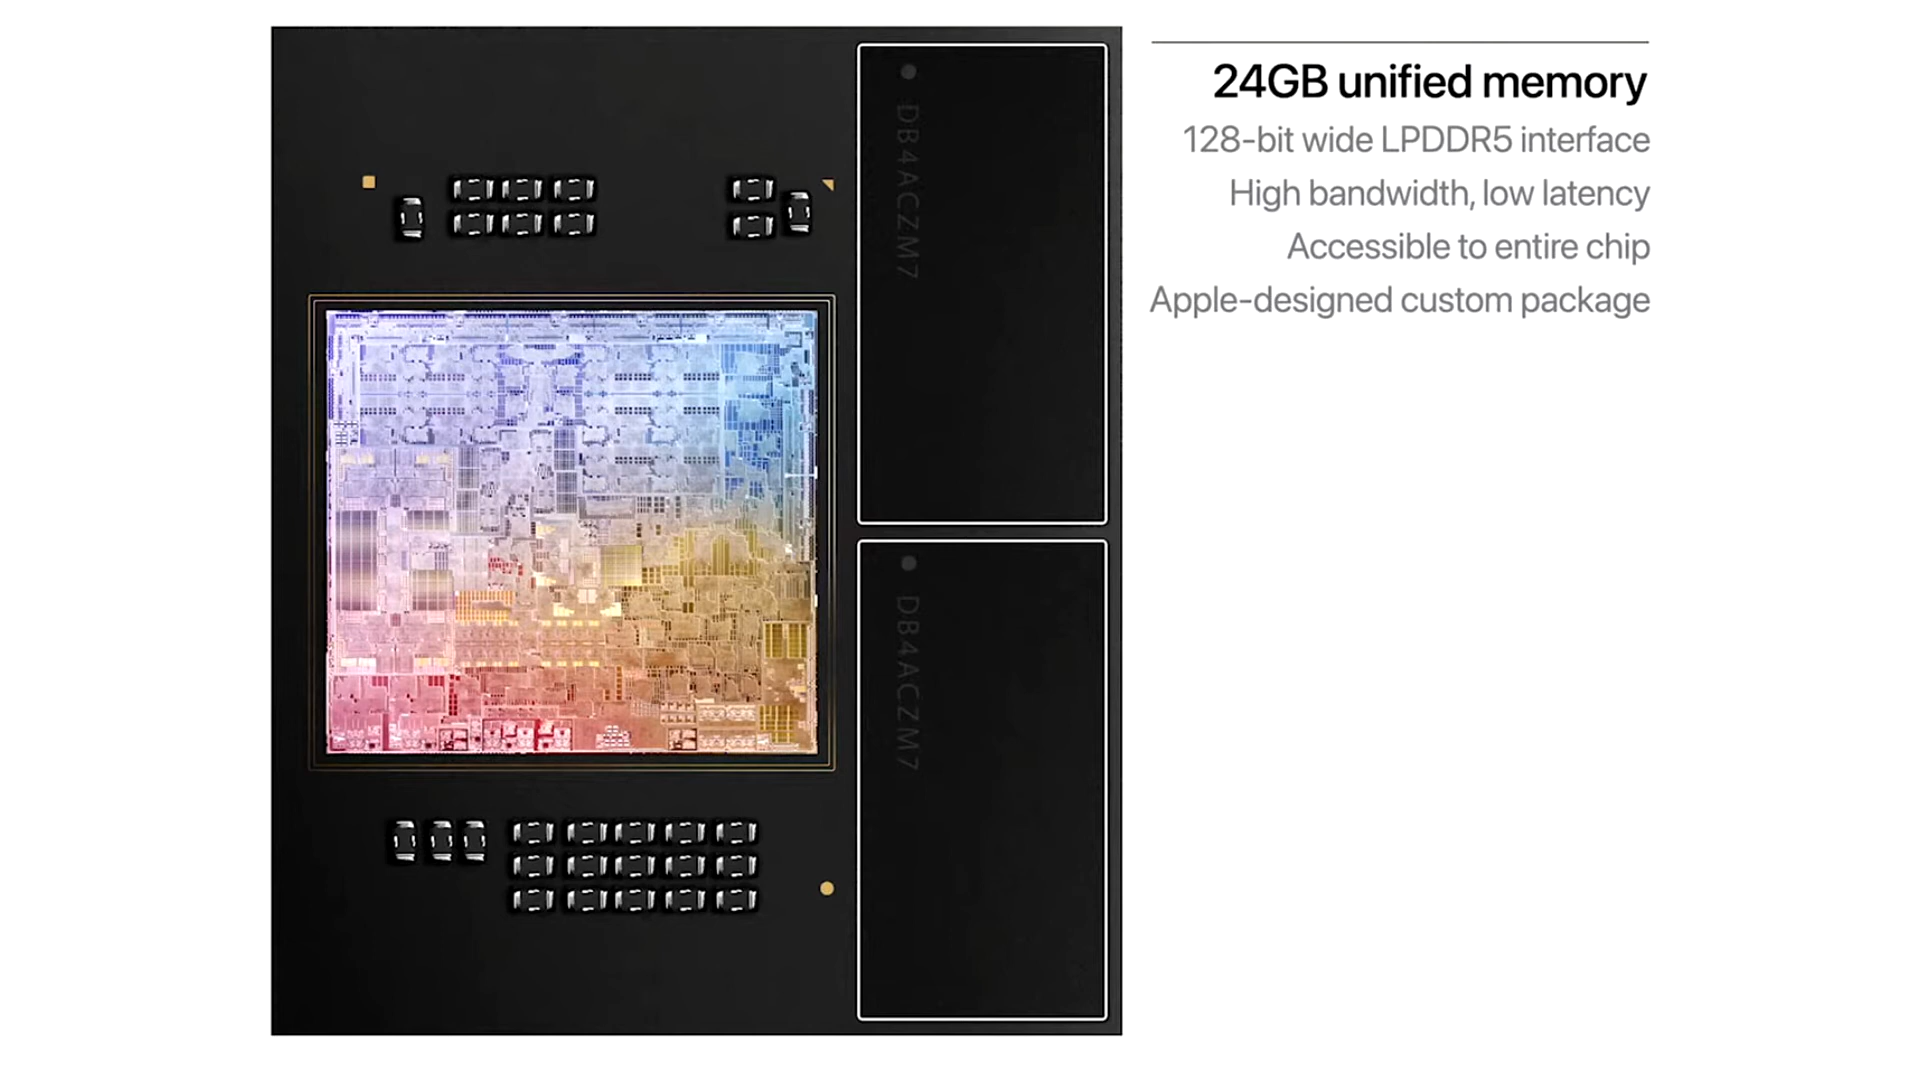 DB4ACZM7
DB4ACZM7
24GB unified memory
128-bit wide LPDDR5 interface
High bandwidth, low latency
Accessible to entire chip
Apple-designed custom package